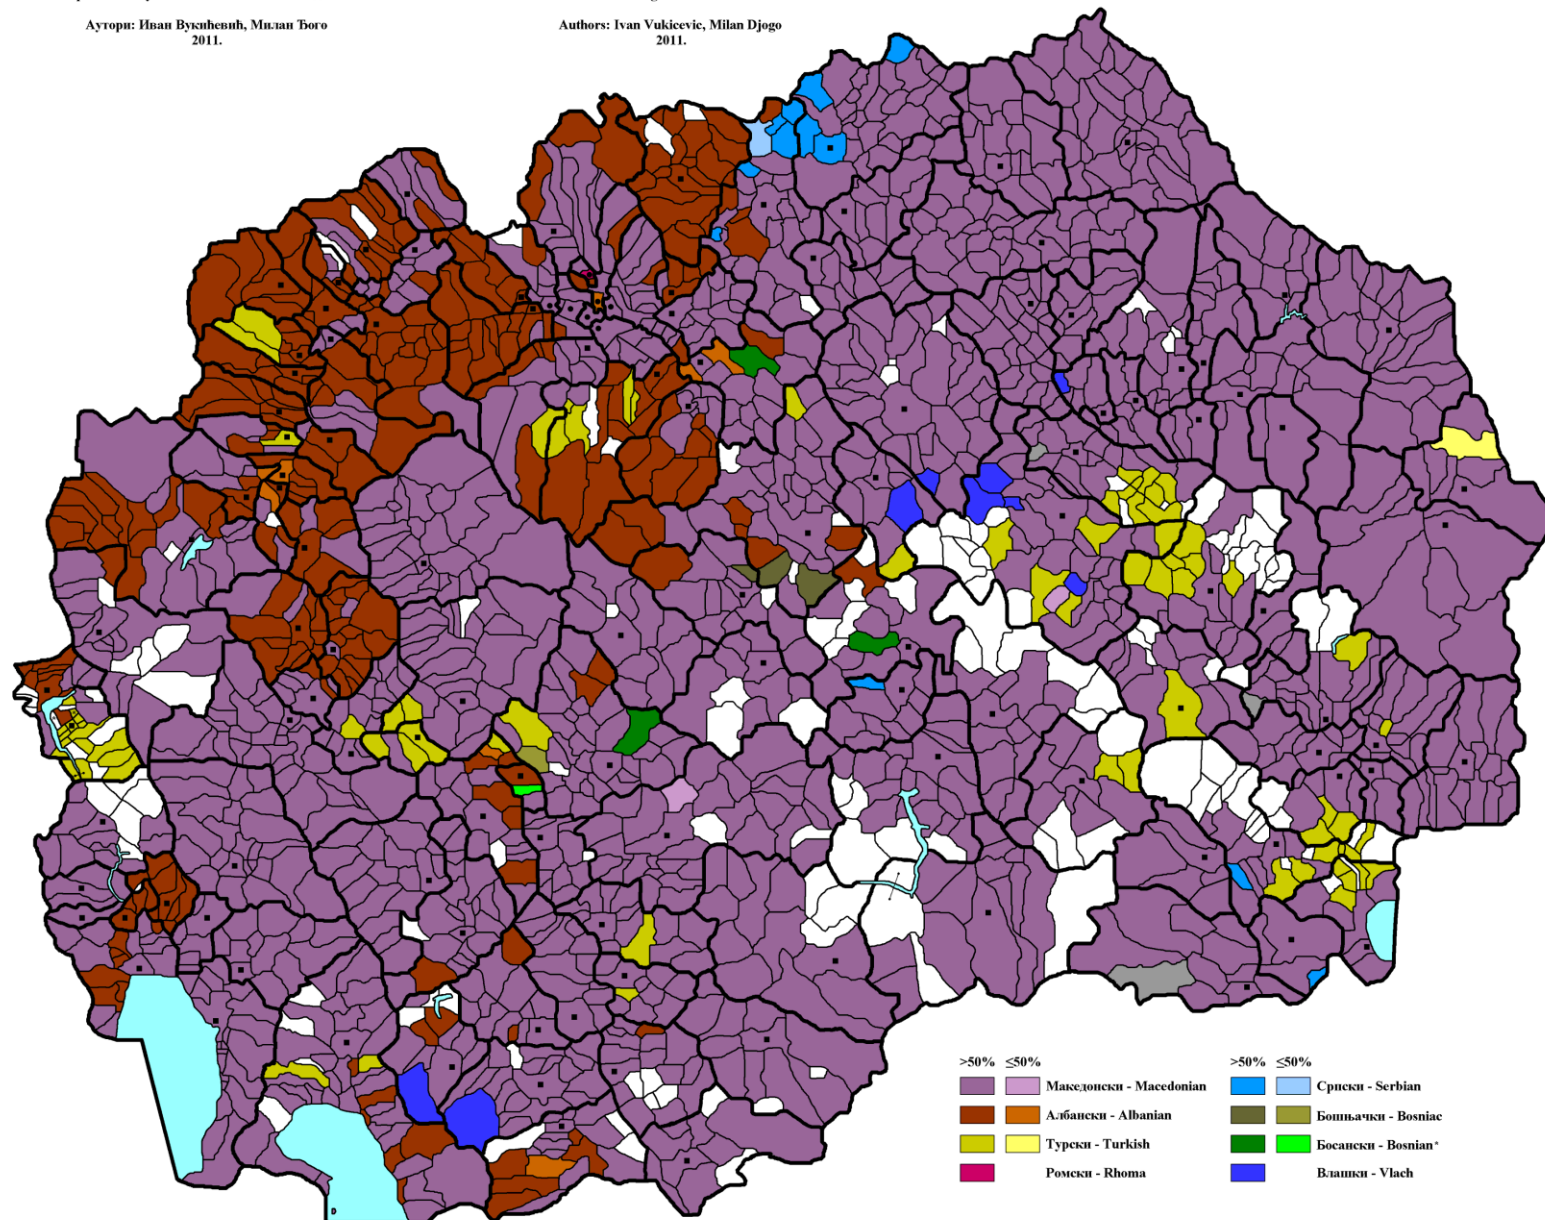 Аутори: Иван Вукићевић, Милан Ђого
2011.
Authors: Ivan Vukicevic, Milan Djogo
2011.
>50% ≤50%
Македонски - Macedonian
Албански - Albanian
Турски - Turkish
Ромски - Rhoma
>50% ≤50%
Српски - Serbian
Бошњачки - Bosniac
Босански - Bosnian*
Влашки - Vlach